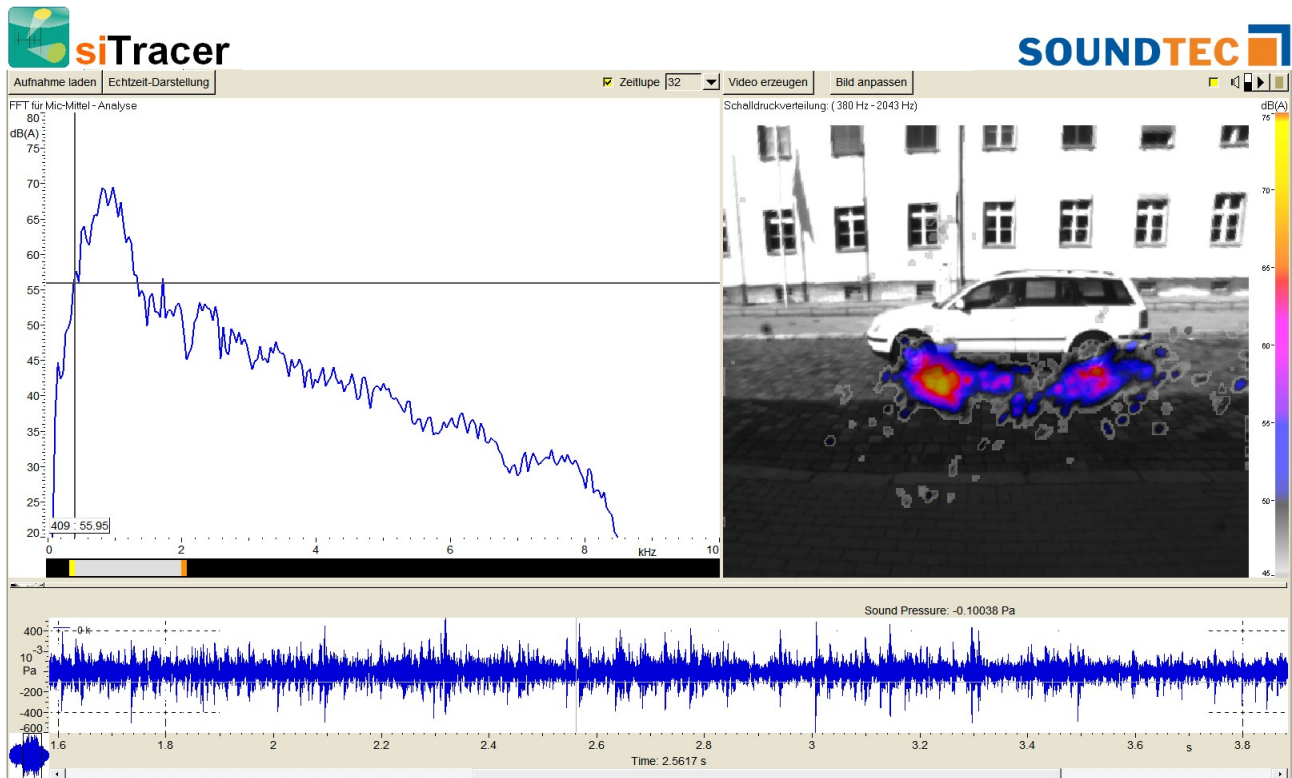 siTracer
SOUNDTEC
Aufnahme laden Echtzeit-Darstellung Zeitlupe 32 Video erzeugen Bild anpassen
FFT für Mic-Mittel - Analyse
Schalldruckverteilung: ( 380 Hz - 2043 Hz)
dB(A)
80
dB(A)
75
70
65
60
55
50
45
40
35
30
25
20
409 : 55.95
0 2 4 6 8 kHz 10
75
70
65
60
55
50
45
Sound Pressure: -0.10038 Pa
400
0 k
10-3
Pa
-200
-400
-600
1.6 1.8 2 2.2 2.4 2.6 2.8 3 3.2 3.4 3.6 s 3.8
Time: 2.5617 s